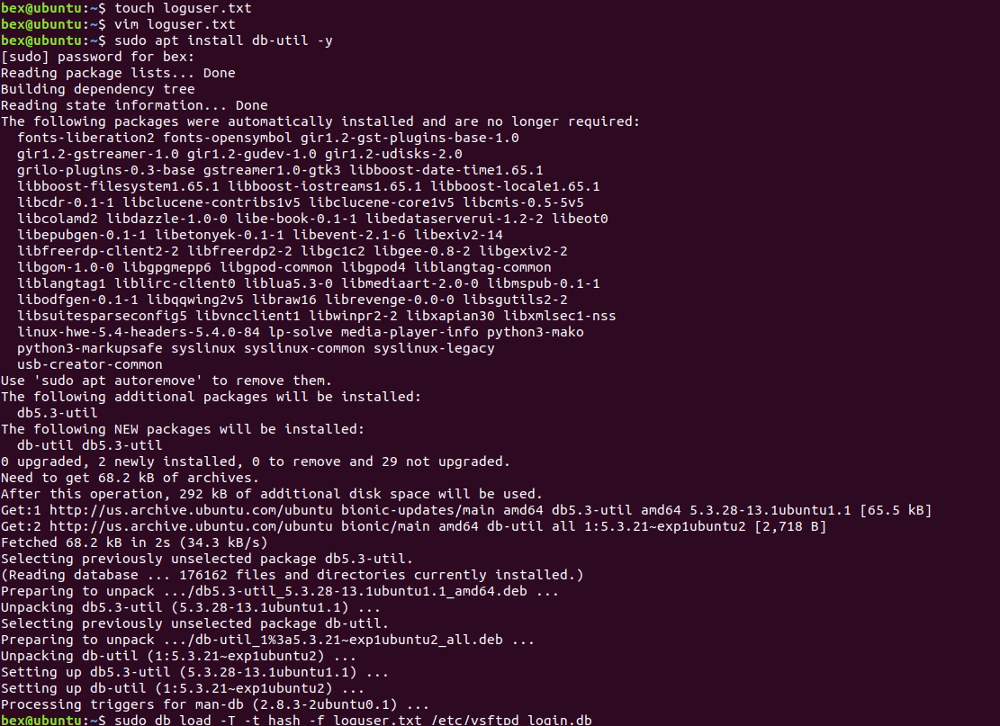 bex@ubuntu:~$ touch loguser.txt
bex@ubuntu:~$ vim loguser.txt
bex@ubuntu:~$ sudo apt install db-util -y
[sudo] password for bex:
Reading package lists... Done
Building dependency tree
Reading state information... Done
The following packages were automatically installed and are no longer required:
  fonts-liberation2 fonts-opensymbol gir1.2-gst-plugins-base-1.0
  gir1.2-gstreamer-1.0 gir1.2-gudev-1.0 gir1.2-udisks-2.0
  grilo-plugins-0.3-base gstreamer1.0-gtk3 libboost-date-time1.65.1
  libboost-filesystem1.65.1 libboost-iostreams1.65.1 libboost-locale1.65.1
  libcdr-0.1-1 libclucene-contribs1v5 libclucene-core1v5 libcmis-0.5-5v5
  libcolamd2 libdazzle-1.0-0 libe-book-0.1-1 libedataserverui-1.2-2 libeot0
  libepubgen-0.1-1 libetonyek-0.1-1 libevent-2.1-6 libexiv2-14
  libfreerdp-client2-2 libfreerdp2-2 libgc1c2 libgee-0.8-2 libgexiv2-2
  libgom-1.0-0 libgpgmepp6 libgpod-common libgpod4 liblangtag-common
  liblangtag1 liblirc-client0 liblua5.3-0 libmediaart-2.0-0 libmspub-0.1-1
  libodfgen-0.1-1 libqqwing2v5 libraw16 librevenge-0.0-0 libsgutils2-2
  libsuitesparseconfig5 libvncclient1 libwinpr2-2 libxapian30 libxmlsec1-nss
  linux-hwe-5.4-headers-5.4.0-84 lp-solve media-player-info python3-mako
  python3-markupsafe syslinux syslinux-common syslinux-legacy
  usb-creator-common
Use 'sudo apt autoremove' to remove them.
The following additional packages will be installed:
  db5.3-util
The following NEW packages will be installed:
  db-util db5.3-util
0 upgraded, 2 newly installed, 0 to remove and 29 not upgraded.
Need to get 68.2 kB of archives.
After this operation, 292 kB of additional disk space will be used.
Get:1 http://us.archive.ubuntu.com/ubuntu bionic-updates/main amd64 db5.3-util amd64 5.3.28-13.1ubuntu1.1 [65.5 kB]
Get:2 http://us.archive.ubuntu.com/ubuntu bionic/main amd64 db-util all 1:5.3.21~exp1ubuntu2 [2,718 B]
Fetched 68.2 kB in 2s (34.3 kB/s)
Selecting previously unselected package db5.3-util.
(Reading database ... 176162 files and directories currently installed.)
Preparing to unpack .../db5.3-util_5.3.28-13.1ubuntu1.1_amd64.deb ...
Unpacking db5.3-util (5.3.28-13.1ubuntu1.1) ...
Selecting previously unselected package db-util.
Preparing to unpack .../db-util_1%3a5.3.21~exp1ubuntu2_all.deb ...
Unpacking db-util (1:5.3.21~exp1ubuntu2) ...
Setting up db5.3-util (5.3.28-13.1ubuntu1.1) ...
Setting up db-util (1:5.3.21~exp1ubuntu2) ...
Processing triggers for man-db (2.8.3-2ubuntu0.1) ...
bex@ubuntu:~$ sudo db_load -T -t hash -f loguser.txt /etc/vsftpd_login.db